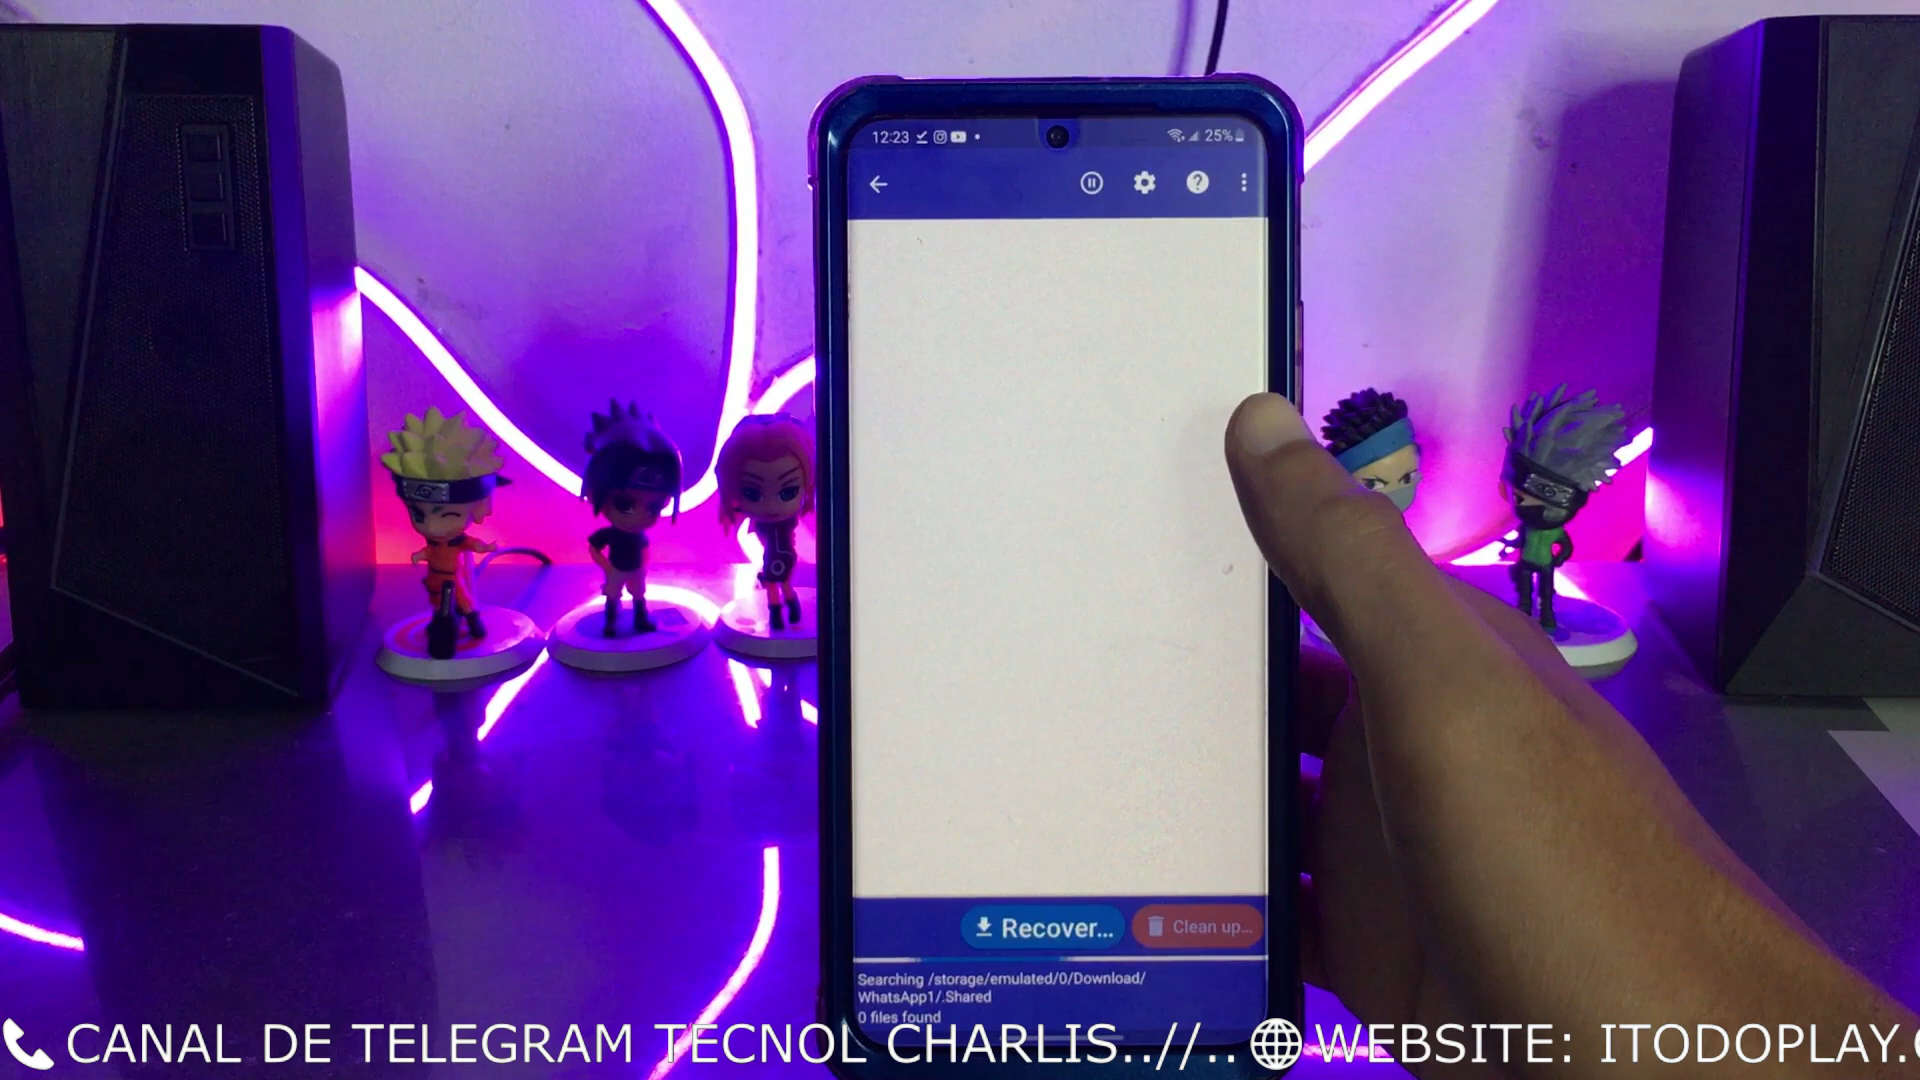 12:23
25%
Recover...
Clean up...
Searching /storage/emulated/0/Download/
WhatsApp1/.Shared
0 files found
CANAL DE TELEGRAM TECNOL CHARLIS..//.. WEBSITE: ITODOPLAY.